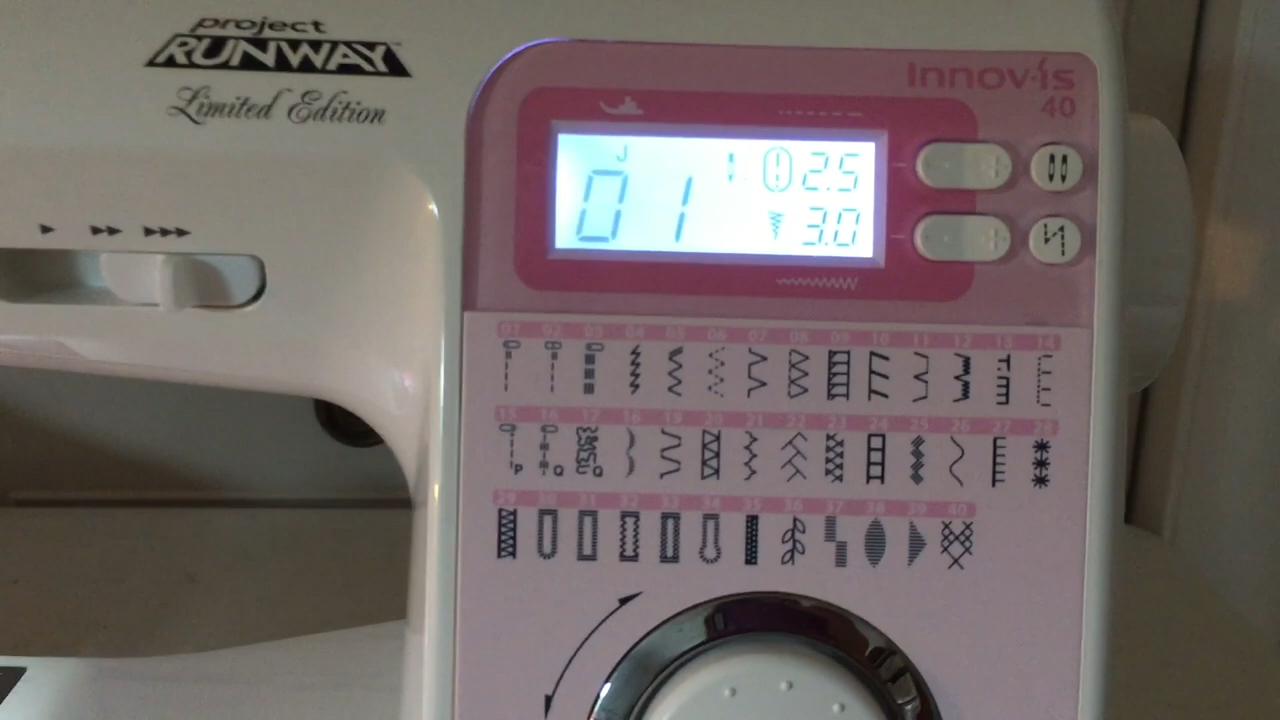 project
RUNWAY
Limited Edition
Innov-ís
40
J
01 2.5
3.0
01 02 03 04 05 06 07 08 09 10 11 12 13 14
15 16 17 18 19 20 21 22 23 24 25 26 27 28
P
29 30 31 32 33 34 35 36 37 38 39 40